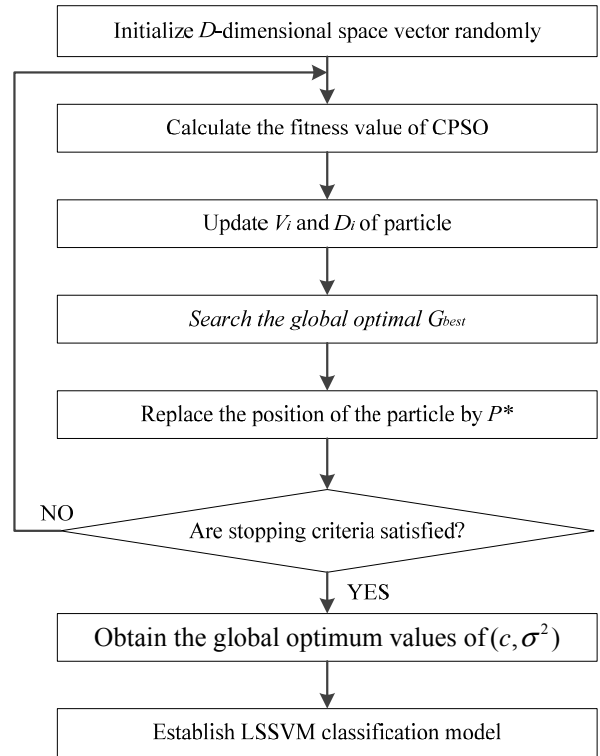 Initialize D-dimensional space vector randomly
Calculate the fitness value of CPSO
Update Vi and Di of particle
Search the global optimal Gbest
Replace the position of the particle by P*
NO
Are stopping criteria satisfied?
YES
Obtain the global optimum values of (c, σ²)
Establish LSSVM classification model